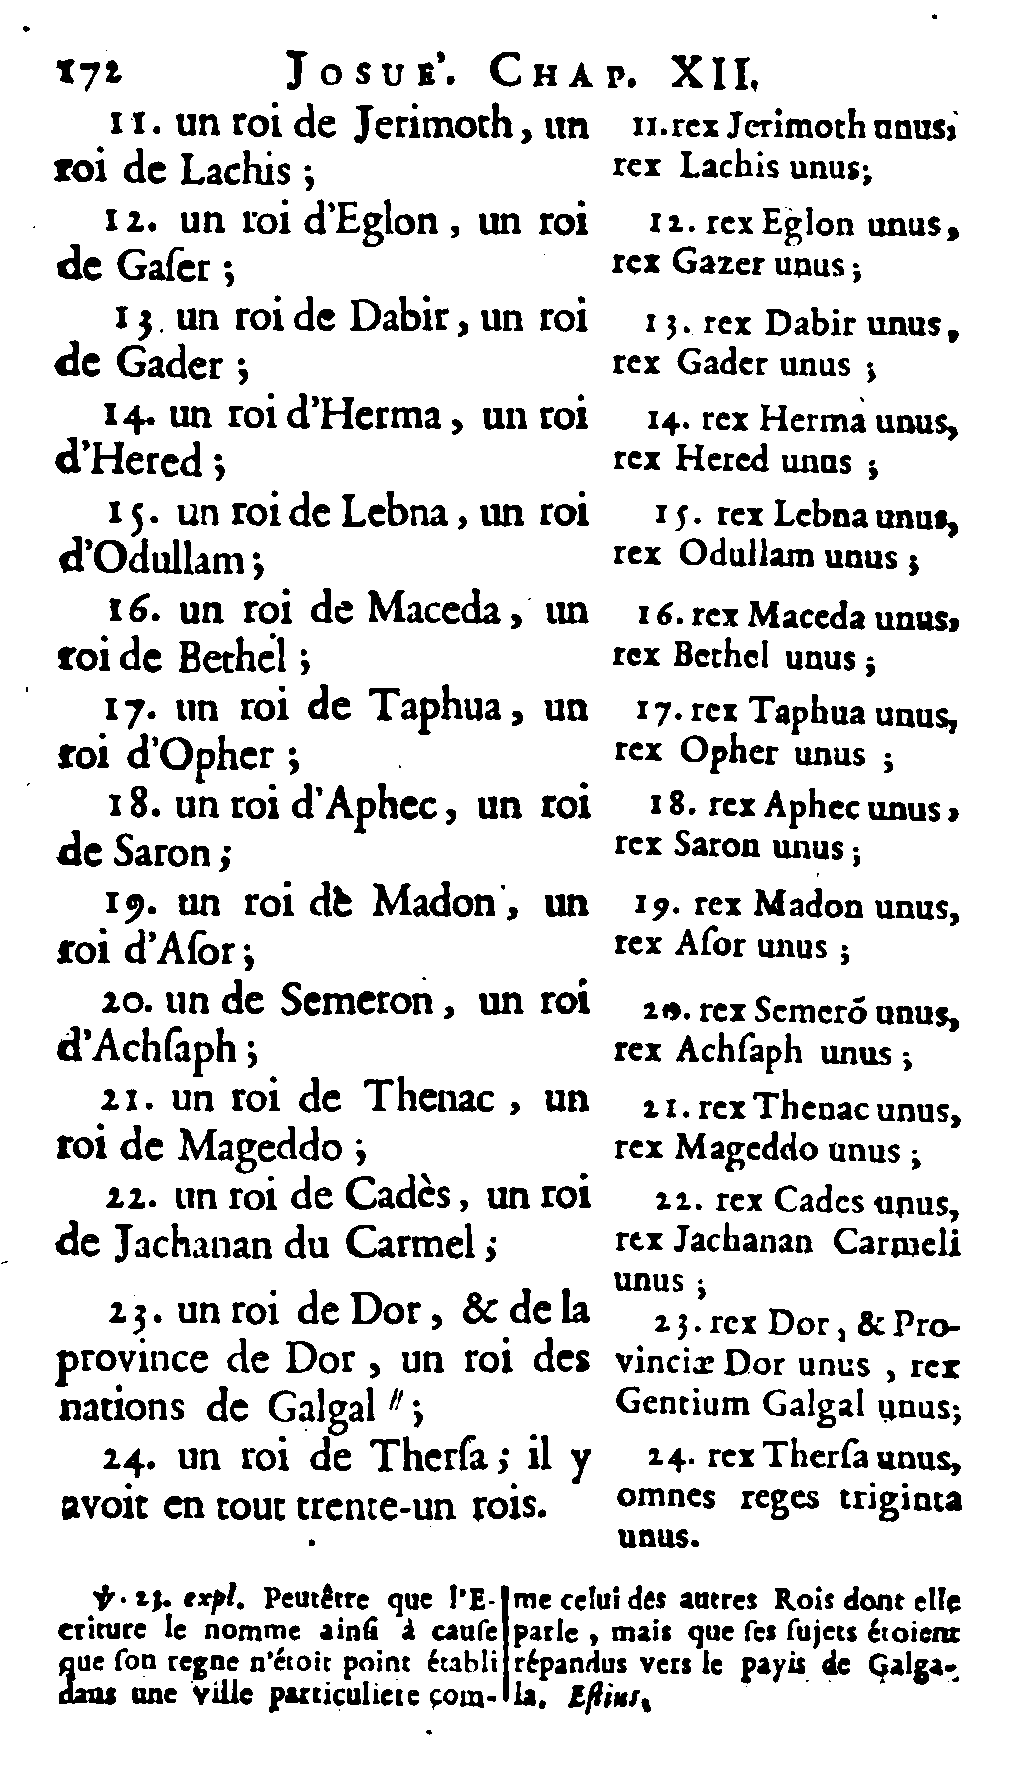 172 JOSUE'. CHAP. XII.
11. un roi de Jerimoth, un
roi de Lachis ;
12. un roi d'Eglon, un roi
de Gaſer ;
13. un roi de Dabir, un roi
de Gader ;
14. un roi d'Herma, un roi
d'Hered ;
15. un roi de Lebna, un roi
d'Odullam ;
16. un roi de Maceda, un
roi de Bethel ;
17. un roi de Taphua, un
roi d'Opher ;
18. un roi d'Aphec, un roi
de Saron ;
19. un roi de Madon, un
roi d'Aſor ;
20. un de Semeron, un roi
d'Achſaph ;
21. un roi de Thenac, un
roi de Mageddo ;
22. un roi de Cadès, un roi
de Jachanan du Carmel ;
23. un roi de Dor, & de la
province de Dor, un roi des
nations de Galgal " ;
24. un roi de Therſa ; il y
avoit en tout trente-un rois.
11. rex Jerimoth unus,
rex Lachis unus ;
12. rex Eglon unus,
rex Gazer unus ;
13. rex Dabir unus,
rex Gader unus ;
14. rex Herma unus,
rex Hered unus ;
15. rex Lebna unus,
rex Odullam unus ;
16. rex Maceda unus,
rex Bethel unus ;
17. rex Taphua unus,
rex Opher unus ;
18. rex Aphec unus,
rex Saron unus ;
19. rex Madon unus,
rex Aſor unus ;
20. rex Semerō unus,
rex Achſaph unus ;
21. rex Thenac unus,
rex Mageddo unus ;
22. rex Cades unus,
rex Jachanan Carmeli
unus ;
23. rex Dor, & Pro-
vinciæ Dor unus, rex
Gentium Galgal unus ;
24. rex Therſa unus,
omnes reges triginta
unus.
℣. 23. expl. Peutêtre que l'E-
criture le nomme ainſi à cauſe
que ſon regne n'étoit point établi
dans une ville particuliere com-
me celui des autres Rois dont elle
parle, mais que ſes ſujets étoient
répandus vers le payis de Galga-
la. Eſtius.